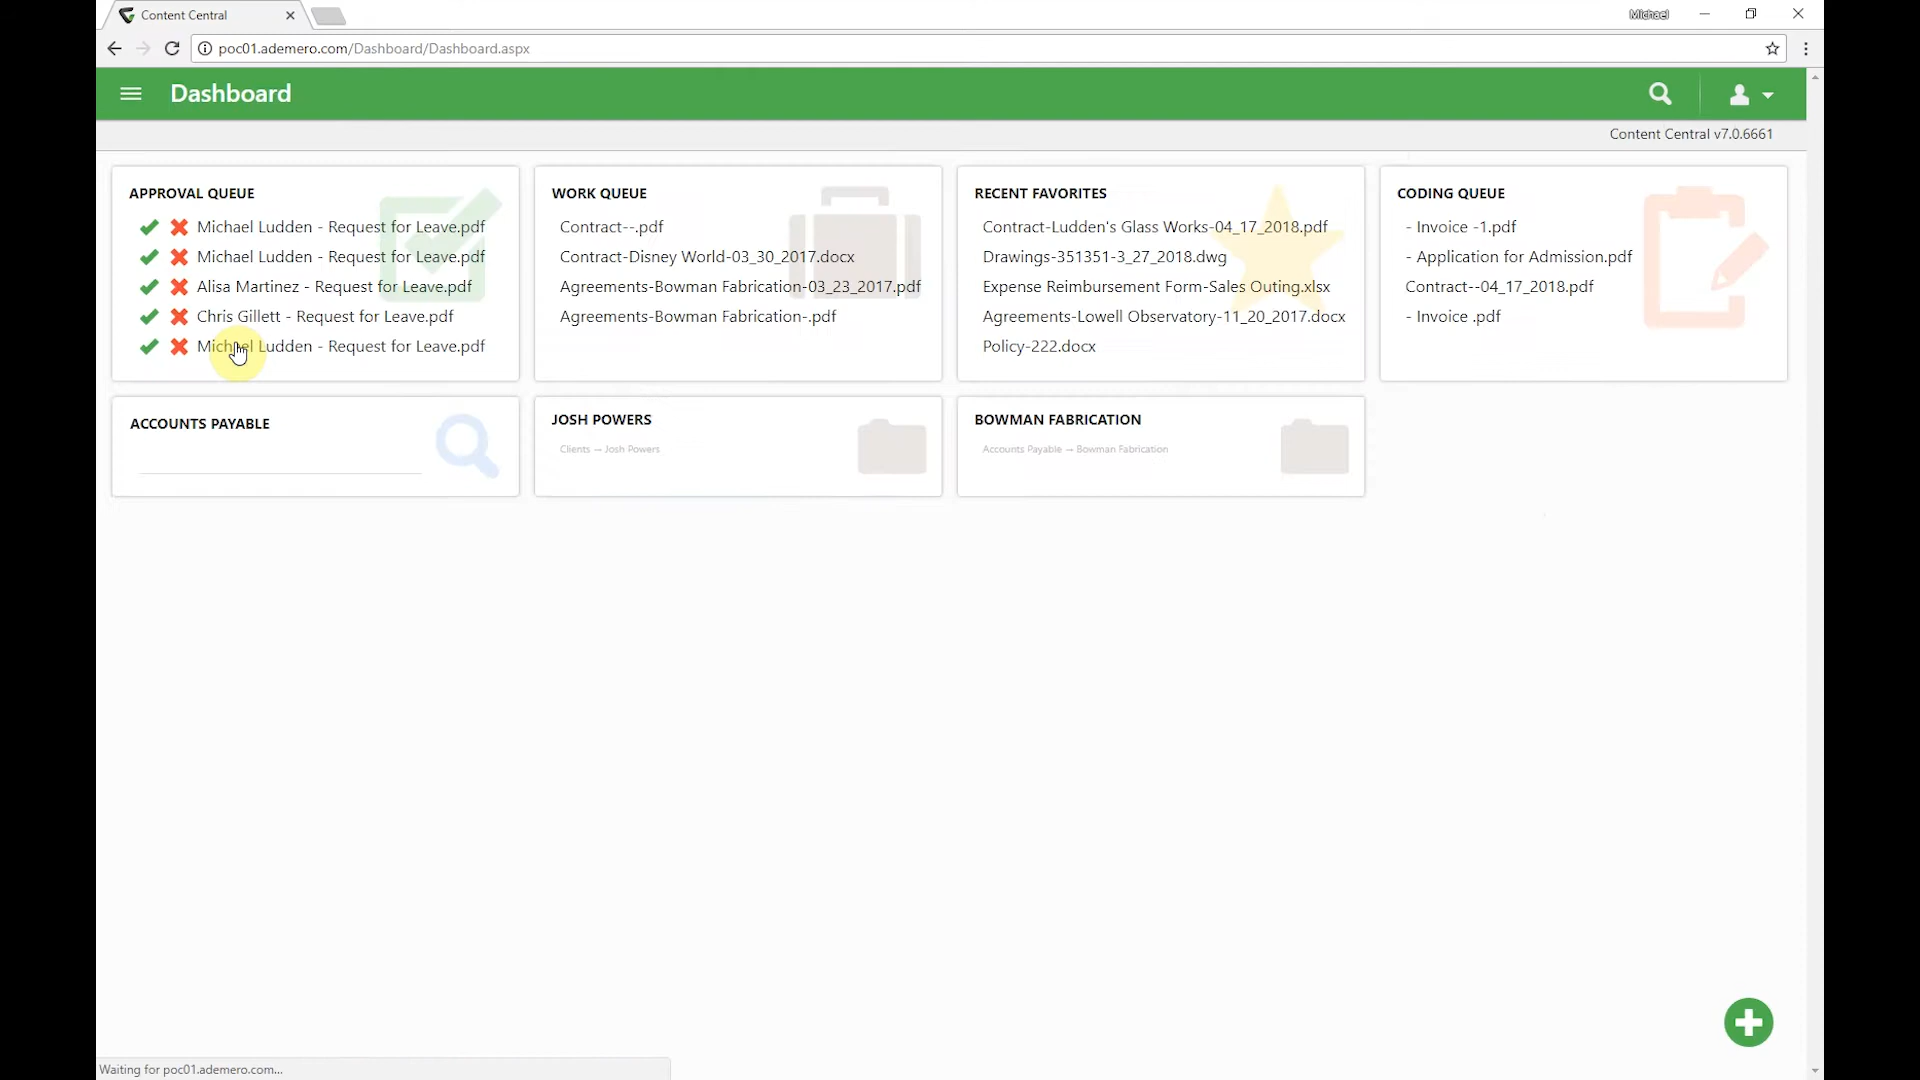 Content Central
Michael
poc01.ademero.com/Dashboard/Dashboard.aspx
Dashboard
Content Central v7.0.6661
APPROVAL QUEUE
Michael Ludden - Request for Leave.pdf
Michael Ludden - Request for Leave.pdf
Alisa Martinez - Request for Leave.pdf
Chris Gillett - Request for Leave.pdf
Michael Ludden - Request for Leave.pdf
WORK QUEUE
Contract--.pdf
Contract-Disney World-03_30_2017.docx
Agreements-Bowman Fabrication-03_23_2017.pdf
Agreements-Bowman Fabrication-.pdf
RECENT FAVORITES
Contract-Ludden's Glass Works-04_17_2018.pdf
Drawings-351351-3_27_2018.dwg
Expense Reimbursement Form-Sales Outing.xlsx
Agreements-Lowell Observatory-11_20_2017.docx
Policy-222.docx
CODING QUEUE
- Invoice -1.pdf
- Application for Admission.pdf
Contract--04_17_2018.pdf
- Invoice .pdf
ACCOUNTS PAYABLE
JOSH POWERS
Clients → Josh Powers
BOWMAN FABRICATION
Accounts Payable → Bowman Fabrication
Waiting for poc01.ademero.com...